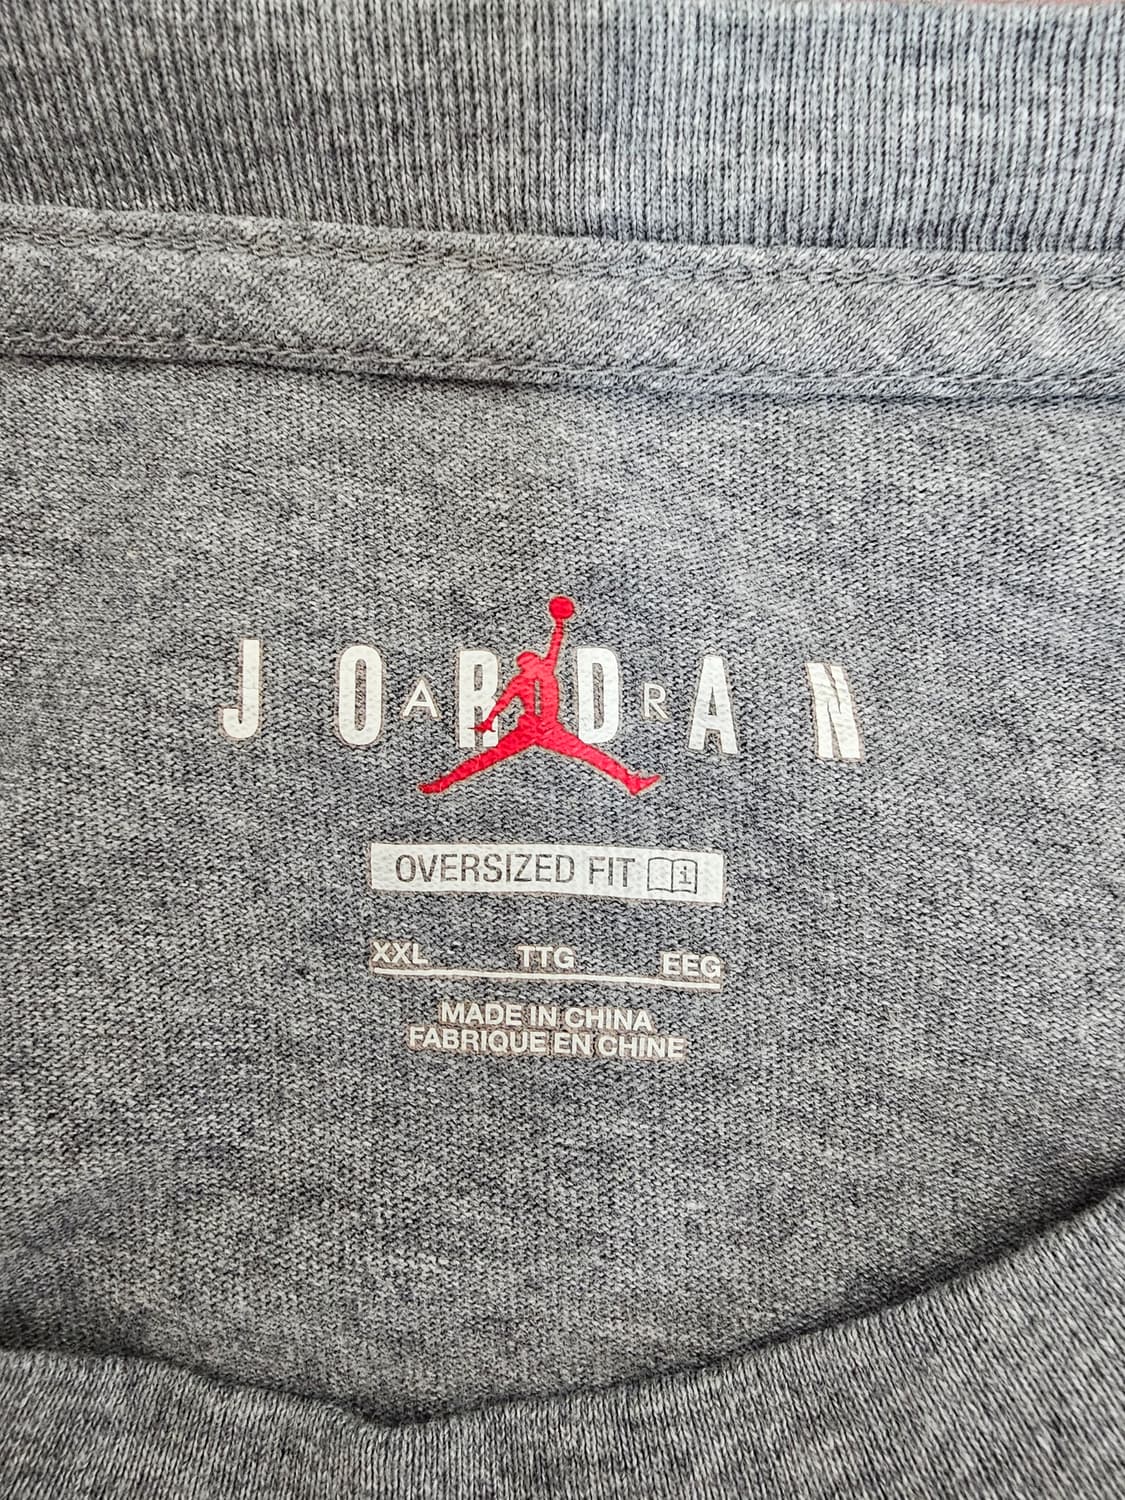 JORDAN
AIR
OVERSIZED FIT i
XXL TTG EEG
MADE IN CHINA
FABRIQUE EN CHINE